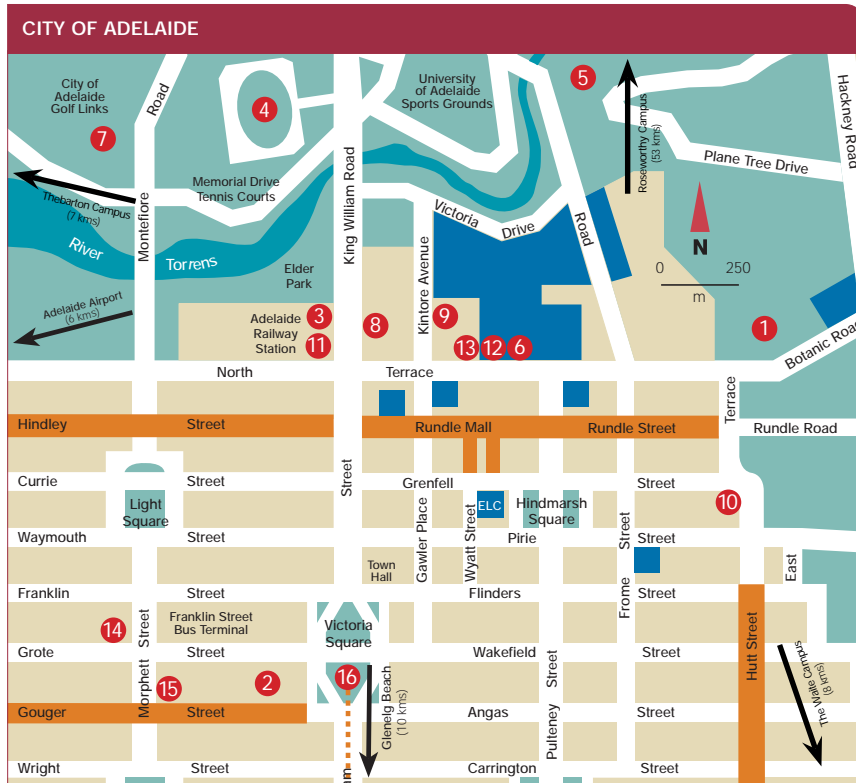 CITY OF ADELAIDE
City of
Adelaide
Golf Links
7
Road
4
University
of Adelaide
Sports Grounds
5
Roseworthy Campus
(53 kms)
Hackney Road
Plane Tree Drive
Thebarton Campus
(7 kms)
Montefiore
Memorial Drive
Tennis Courts
King William Road
Victoria
Drive
Road
N
0
250
m
River
Torrens
Elder
Park
Kintore Avenue
Adelaide Airport
(6 kms)
Adelaide
Railway
Station
3
11
8
9
13
12
6
1
Botanic Road
North
Terrace
Terrace
Hindley
Street
Rundle Mall
Rundle Street
Rundle Road
Currie
Street
Street
Grenfell
Street
Light
Square
Gawler Place
Wyatt Street
ELC
Hindmarsh
Square
10
Waymouth
Street
Pirie
Street
Street
Town
Hall
East
Franklin
Street
Flinders
Frome
Street
14
Morphett
Street
Franklin Street
Bus Terminal
Victoria
Square
Hutt Street
Grote
Street
Wakefield
Street
Pulteney
Street
The Waite Campus
(8 kms)
15
2
16
Glenelg Beach
(10 kms)
Gouger
Street
Angas
Street
Wright
Street
Carrington
Street